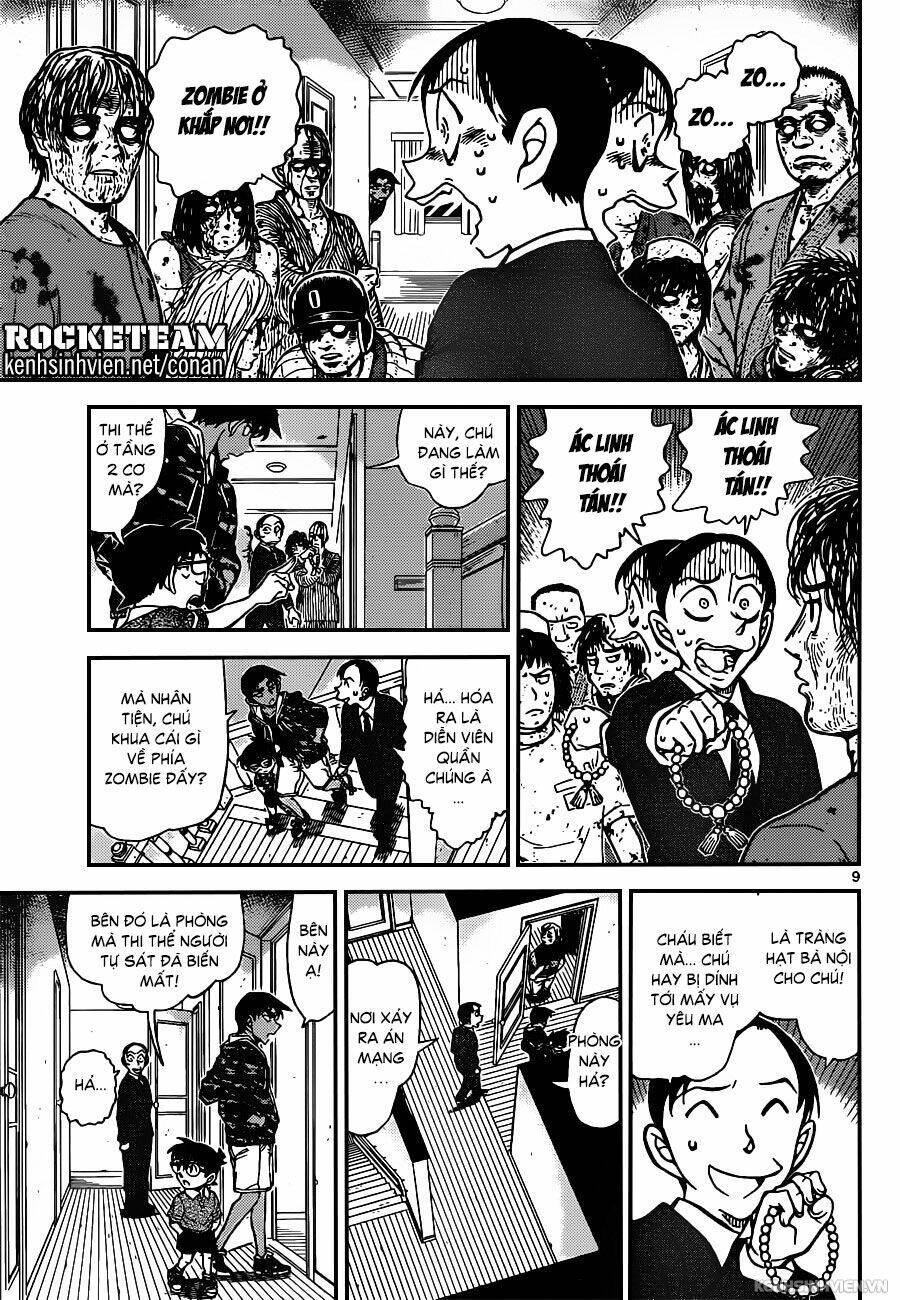 ZO...
ZO...
ZOMBIE Ở
KHẮP NƠI!!
O
ROCKETEAM
kenhsinhvien.net/conan
ÁC LINH
THOÁI
TÁN!!
ÁC LINH
THOÁI
TÁN!!
NÀY, CHÚ
ĐANG LÀM
GÌ THẾ?
THI THỂ
Ở TẦNG
2 CƠ
MÀ?
HẢ... HÓA
RA LÀ
DIỄN VIÊN
QUẦN
CHÚNG À
...
MÀ NHÂN
TIỆN, CHÚ
KHUA CÁI GÌ
VỀ PHÍA
ZOMBIE ĐẤY?
9
LÀ TRÀNG
HẠT BÀ NỘI
CHO CHÚ!
CHÁU BIẾT
MÀ... CHÚ
HAY BỊ DÍNH
TỚI MẤY VỤ
YÊU MA
...
PHÒNG
NÀY
HẢ?
NƠI XẢY
RA ÁN
MẠNG
...
BÊN
NÀY
Ạ!
BÊN ĐÓ LÀ PHÒNG
MÀ THI THỂ NGƯỜI
TỰ SÁT ĐÃ BIẾN
MẤT!
HẢ...
KENHSINHVIEN.VN